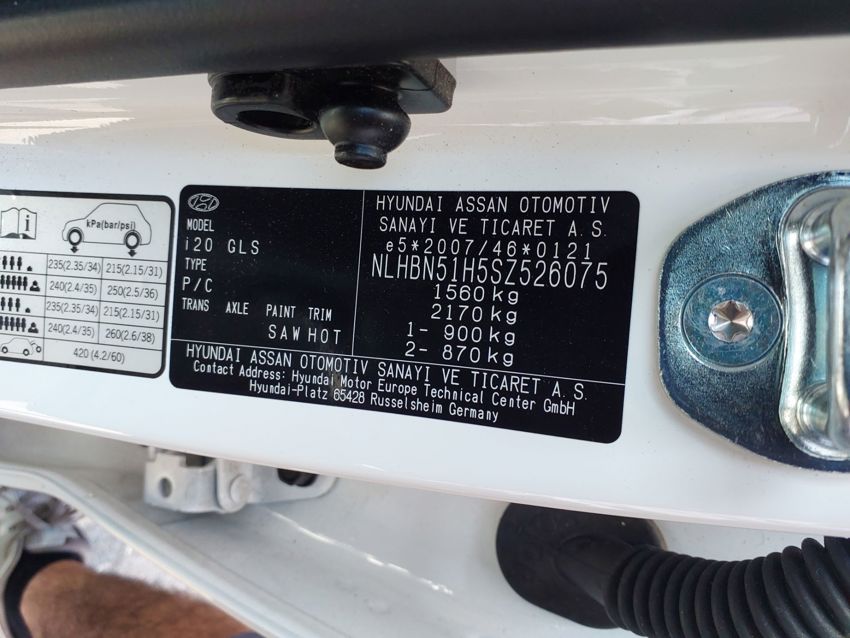 kPa(bar/psi)
235(2.35/34) 215(2.15/31)
240(2.4/35) 250(2.5/36)
235(2.35/34) 215(2.15/31)
240(2.4/35) 260(2.6/38)
420 (4.2/60)
MODEL
i20 GLS
TYPE
P/C
TRANS AXLE PAINT TRIM
SAW HOT
HYUNDAI ASSAN OTOMOTIV
SANAYI VE TICARET A. S.
e5*2007/46*0121
NLHBN51H5SZ526075
1560 kg
2170 kg
1- 900 kg
2- 870 kg
HYUNDAI ASSAN OTOMOTIV SANAYI VE TICARET A. S.
Contact Address: Hyundai Motor Europe Technical Center GmbH
Hyundai-Platz 65428 Russelsheim Germany